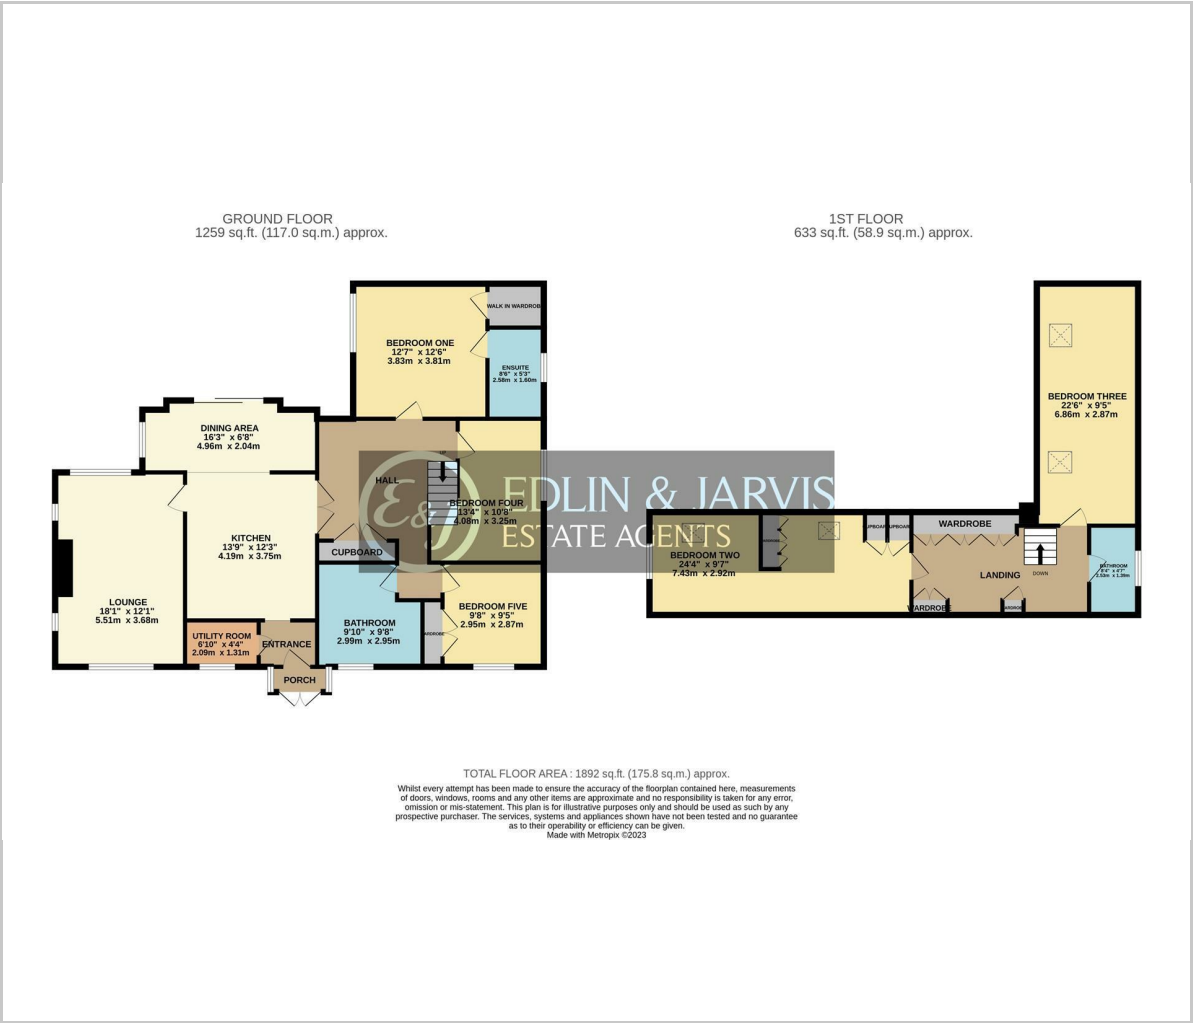 GROUND FLOOR
1259 sq.ft. (117.0 sq.m.) approx.
1ST FLOOR
633 sq.ft. (58.9 sq.m.) approx.
WALK IN WARDROB
BEDROOM ONE
12'7" x 12'6"
3.83m x 3.81m
ENSUITE
8'6" x 5'3"
2.58m x 1.60m
DINING AREA
16'3" x 6'8"
4.96m x 2.04m
HALL
BEDROOM FOUR
13'4" x 10'8"
4.08m x 3.25m
KITCHEN
13'9" x 12'3"
4.19m x 3.75m
CUPBOARD
LOUNGE
18'1" x 12'1"
5.51m x 3.68m
UTILITY ROOM
6'10" x 4'4"
2.09m x 1.31m
ENTRANCE
PORCH
BATHROOM
9'10" x 9'8"
2.99m x 2.95m
BEDROOM FIVE
9'8" x 9'5"
2.95m x 2.87m
E&J
EDLIN & JARVIS
ESTATE AGENTS
BEDROOM THREE
22'6" x 9'5"
6.86m x 2.87m
BEDROOM TWO
24'4" x 9'7"
7.43m x 2.92m
WARDROBE
LANDING
DOWN
BATHROOM
WARDROBE
TOTAL FLOOR AREA : 1892 sq.ft. (175.8 sq.m.) approx.
Whilst every attempt has been made to ensure the accuracy of the floorplan contained here, measurements
of doors, windows, rooms and any other items are approximate and no responsibility is taken for any error,
omission or mis-statement. This plan is for illustrative purposes only and should be used as such by any
prospective purchaser. The services, systems and appliances shown have not been tested and no guarantee
as to their operability or efficiency can be given.
Made with Metropix ©2023